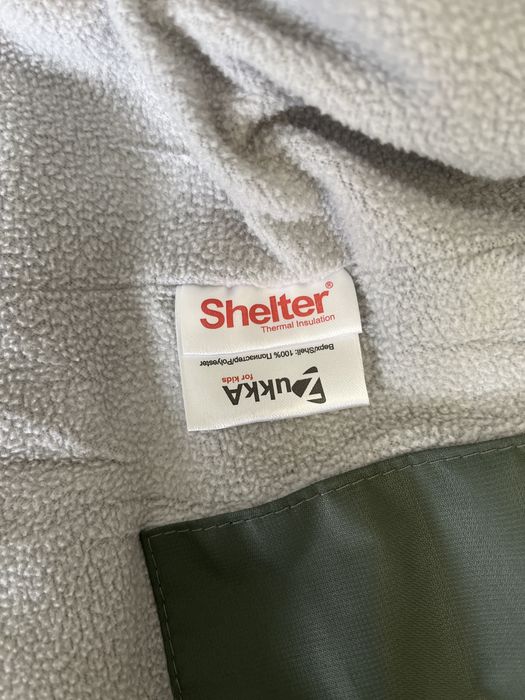 Shelter®
Thermal Insulation
ZukkA
for kids
Верх/Shell: 100% Полиэстер/Polyester